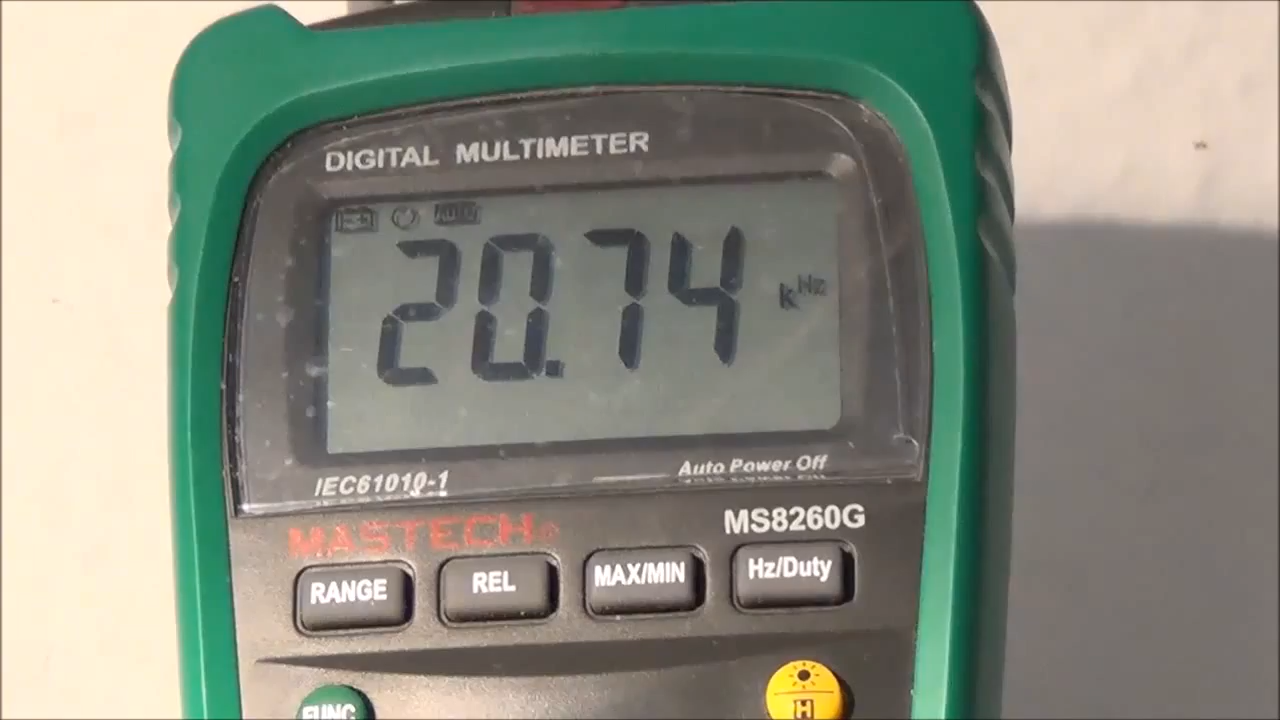 DIGITAL MULTIMETER
AUTO
20.74 kHz
IEC61010-1
Auto Power Off
MASTECH®
MS8260G
RANGE
REL
MAX/MIN
Hz/Duty
FUNC
H